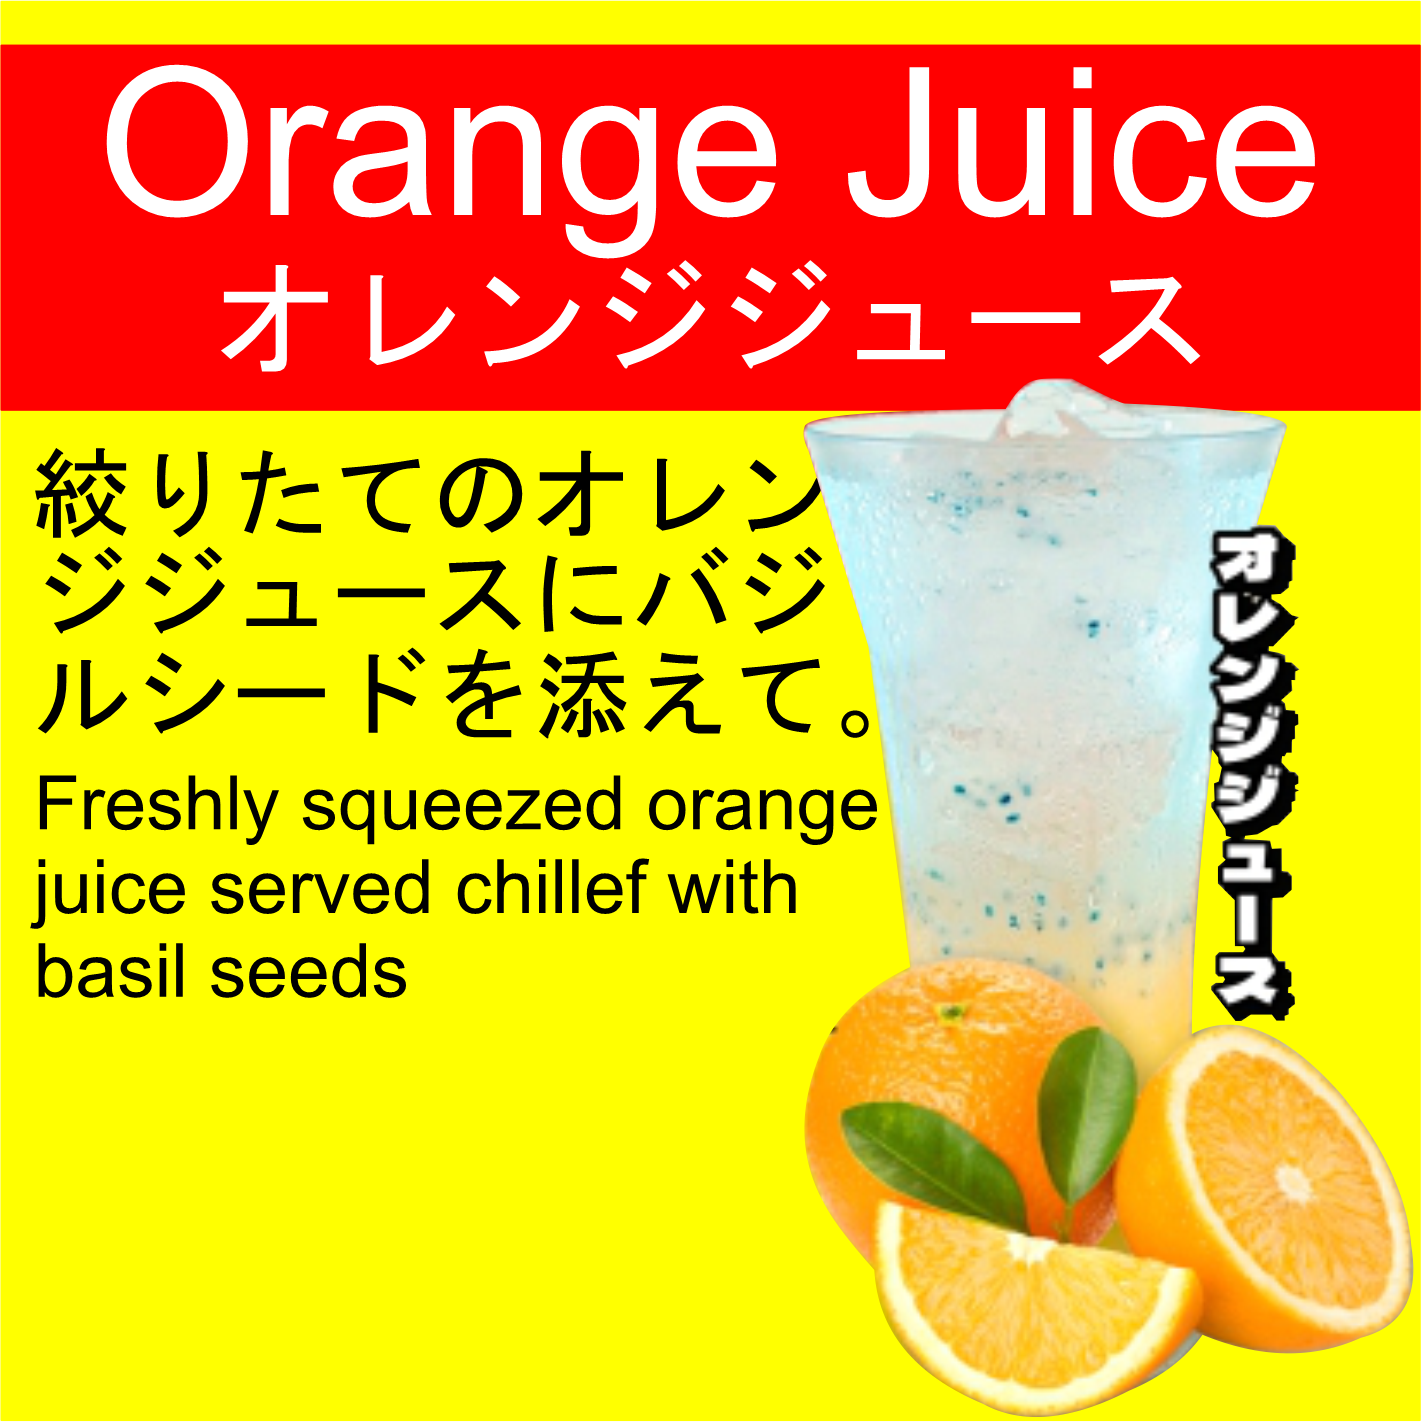 Orange Juice
オレンジジュース
絞りたてのオレン
ジジュースにバジ
ルシードを添えて。
Freshly squeezed orange
juice served chillef with
basil seeds
オレンジジュース